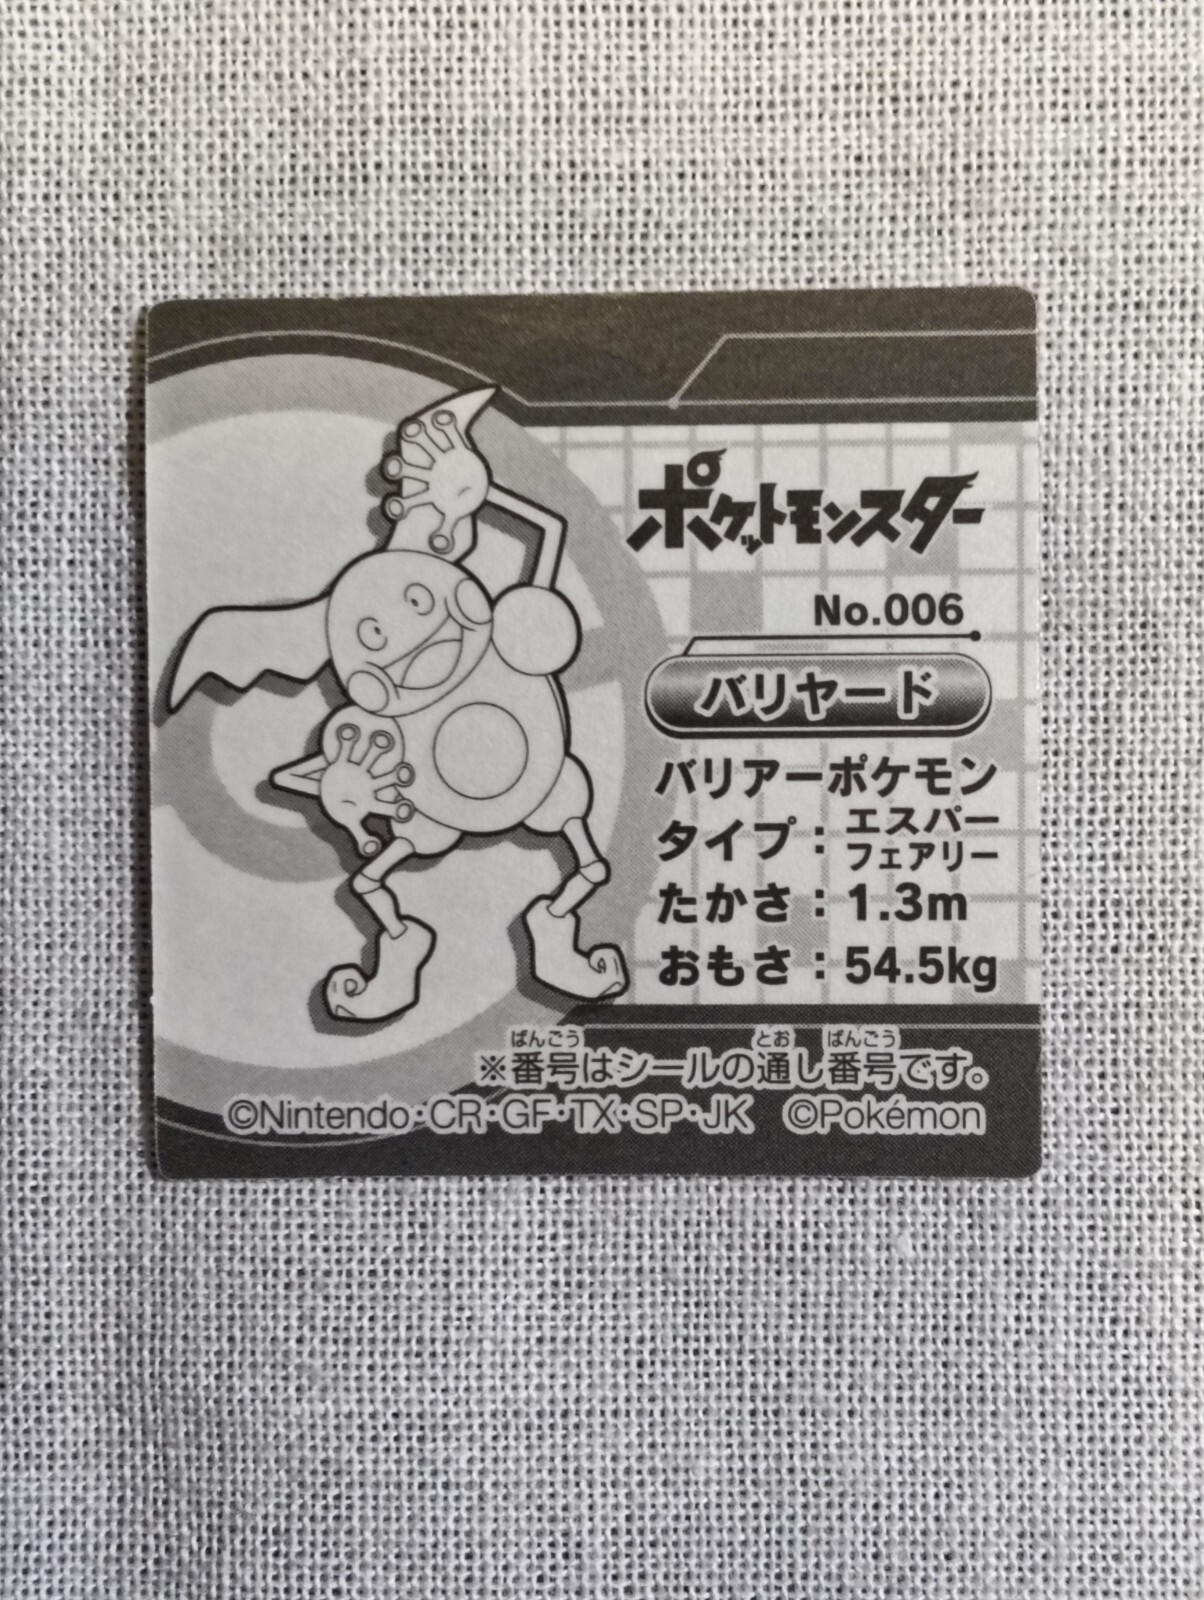 ポケットモンスター
No.006
バリヤード
バリアーポケモン
タイプ：エスパー
フェアリー
たかさ：1.3m
おもさ：54.5kg
ばんごう とお ばんごう
※番号はシールの通し番号です。
©Nintendo・CR・GF・TX・SP・JK ©Pokémon